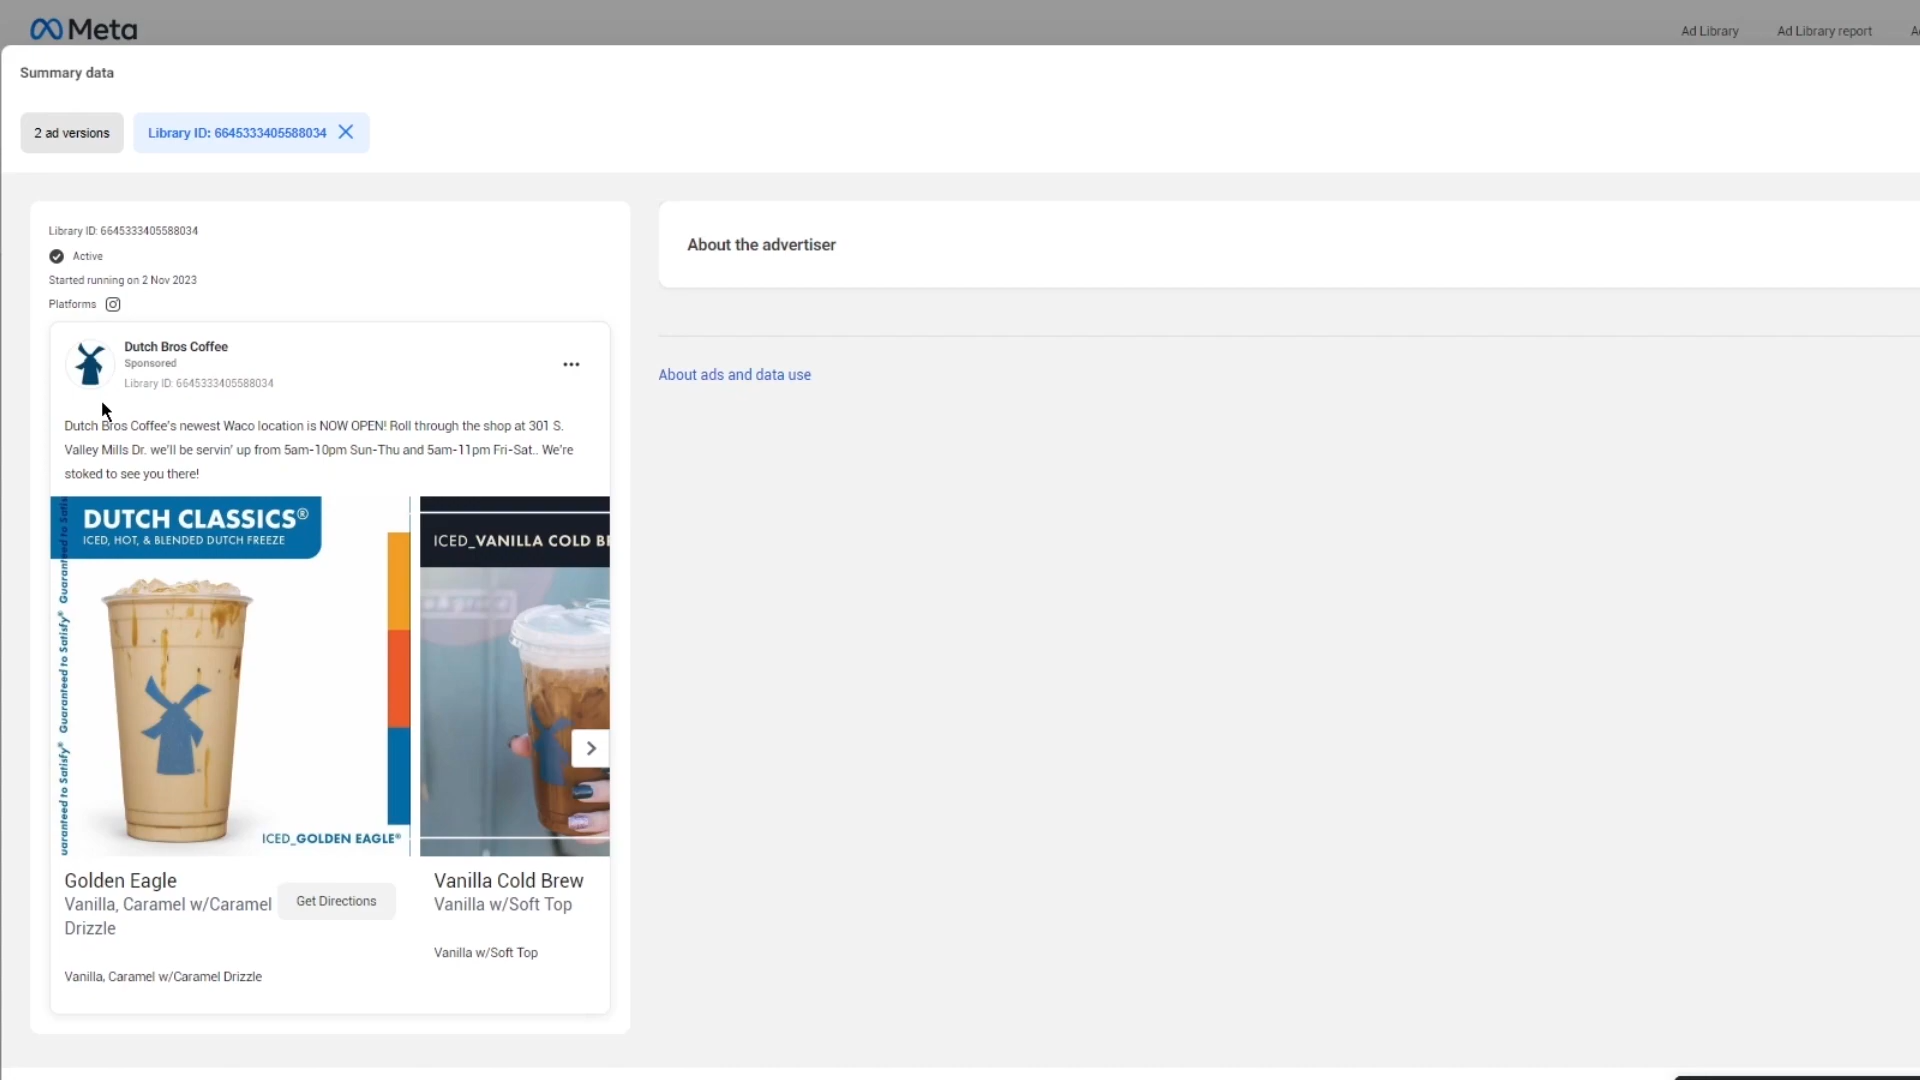 Meta
Ad Library
Ad Library report
Summary data
2 ad versions
Library ID: 6645333405588034
Library ID: 6645333405588034
Active
Started running on 2 Nov 2023
Platforms
About the advertiser
About ads and data use
Dutch Bros Coffee
Sponsored
Library ID: 6645333405588034
Dutch Bros Coffee's newest Waco location is NOW OPEN! Roll through the shop at 301 S.
Valley Mills Dr. we'll be servin' up from 5am-10pm Sun-Thu and 5am-11pm Fri-Sat.. We're
stoked to see you there!
DUTCH CLASSICS®
ICED, HOT, & BLENDED DUTCH FREEZE
Guaranteed to Satisfy®
Guaranteed to Satisfy®
ICED_GOLDEN EAGLE®
ICED_VANILLA COLD
Golden Eagle
Vanilla, Caramel w/Caramel
Drizzle
Get Directions
Vanilla, Caramel w/Caramel Drizzle
Vanilla Cold Brew
Vanilla w/Soft Top
Vanilla w/Soft Top